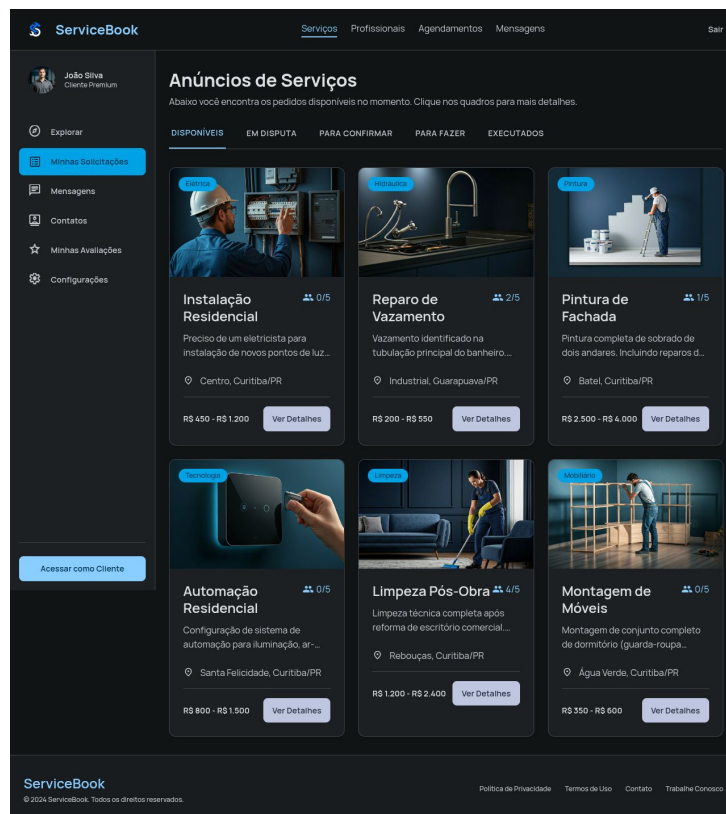 ServiceBook
Serviços Profissionais Agendamentos Mensagens
Sair
João Silva
Cliente Premium
Explorar
Minhas Solicitações
Mensagens
Contatos
Minhas Avaliações
Configurações
Acessar como Cliente
Anúncios de Serviços
Abaixo você encontra os pedidos disponíveis no momento. Clique nos quadros para mais detalhes.
DISPONÍVEIS EM DISPUTA PARA CONFIRMAR PARA FAZER EXECUTADOS
Elétrica
Instalação
Residencial
0/5
Preciso de um eletricista para
instalação de novos pontos de luz...
Centro, Curitiba/PR
R$ 450 - R$ 1.200
Ver Detalhes
Hidráulica
Reparo de
Vazamento
2/5
Vazamento identificado na
tubulação principal do banheiro....
Industrial, Guarapuava/PR
R$ 200 - R$ 550
Ver Detalhes
Pintura
Pintura de
Fachada
1/5
Pintura completa de sobrado de
dois andares. Incluindo reparos d...
Batel, Curitiba/PR
R$ 2.500 - R$ 4.000
Ver Detalhes
Tecnologia
Automação
Residencial
0/5
Configuração de sistema de
automação para iluminação, ar-...
Santa Felicidade, Curitiba/PR
R$ 800 - R$ 1.500
Ver Detalhes
Limpeza
Limpeza Pós-Obra
4/5
Limpeza técnica completa após
reforma de escritório comercial....
Rebouças, Curitiba/PR
R$ 1.200 - R$ 2.400
Ver Detalhes
Mobiliário
Montagem de
Móveis
0/5
Montagem de conjunto completo
de dormitório (guarda-roupa...
Água Verde, Curitiba/PR
R$ 350 - R$ 600
Ver Detalhes
ServiceBook
© 2024 ServiceBook. Todos os direitos reservados.
Política de Privacidade Termos de Uso Contato Trabalhe Conosco